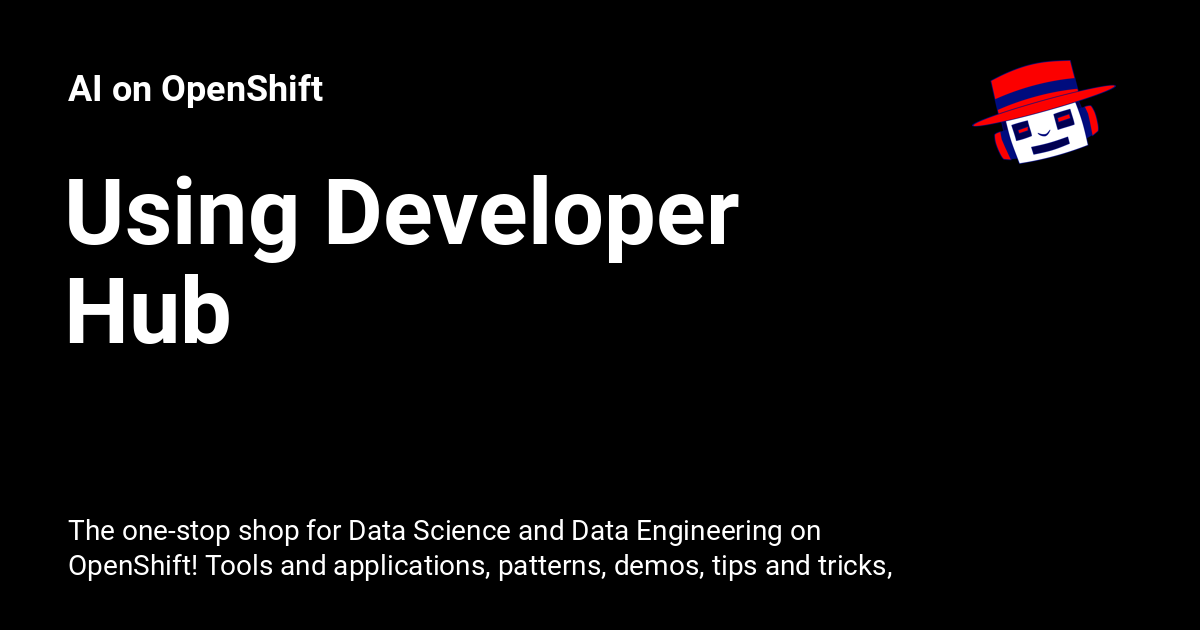 AI on OpenShift
Using Developer
Hub
The one-stop shop for Data Science and Data Engineering on
OpenShift! Tools and applications, patterns, demos, tips and tricks,